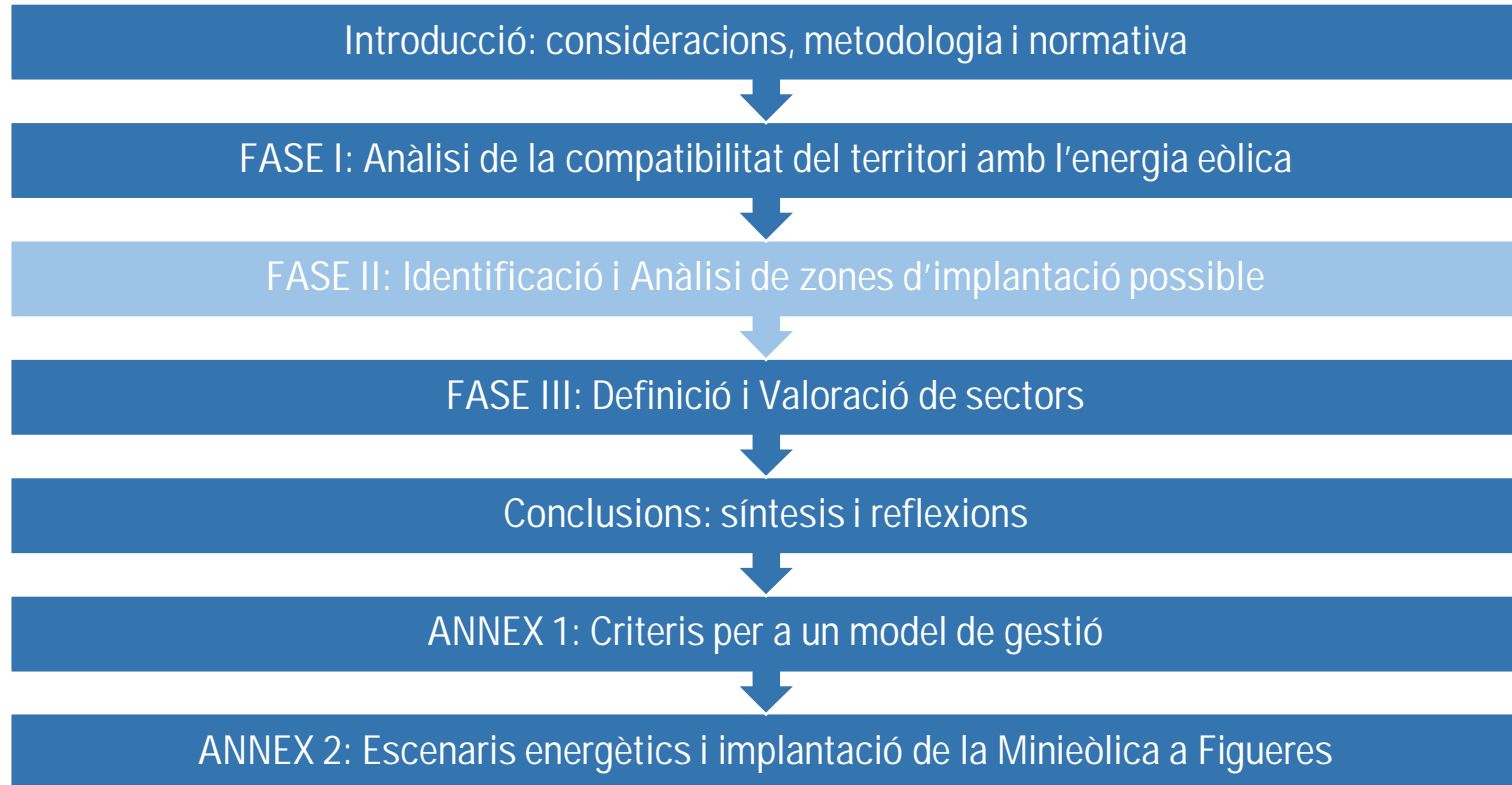 Introducció: consideracions, metodologia i normativa
FASE I: Anàlisi de la compatibilitat del territori amb l'energia eòlica
FASE II: Identificació i Anàlisi de zones d'implantació possible
FASE III: Definició i Valoració de sectors
Conclusions: síntesis i reflexions
ANNEX 1: Criteris per a un model de gestió
ANNEX 2: Escenaris energètics i implantació de la Minieòlica a Figueres